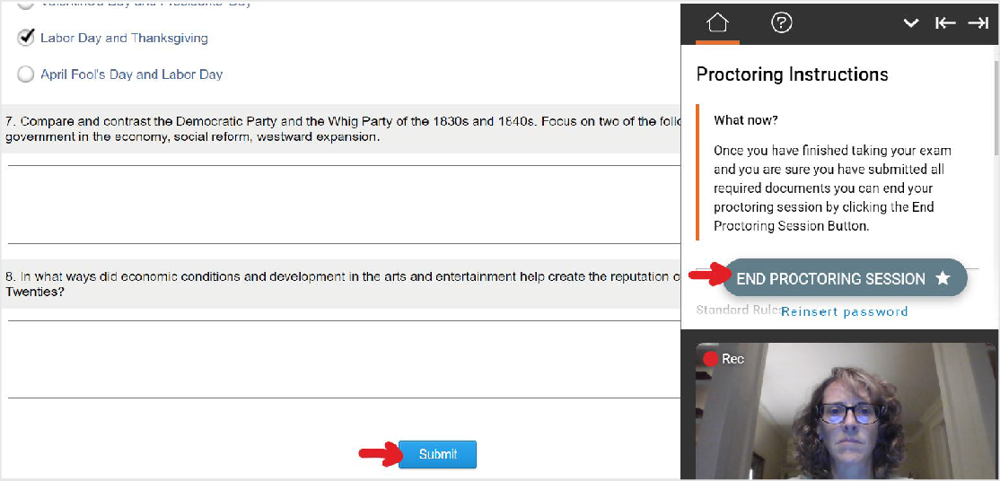 Valentine's Day and Presidents' Day
Labor Day and Thanksgiving
April Fool's Day and Labor Day
7. Compare and contrast the Democratic Party and the Whig Party of the 1830s and 1840s. Focus on two of the follo
government in the economy, social reform, westward expansion.
8. In what ways did economic conditions and development in the arts and entertainment help create the reputation o
Twenties?
Submit
Proctoring Instructions
What now?
Once you have finished taking your exam
and you are sure you have submitted all
required documents you can end your
proctoring session by clicking the End
Proctoring Session Button.
END PROCTORING SESSION
Standard Rules
Reinsert password
Rec